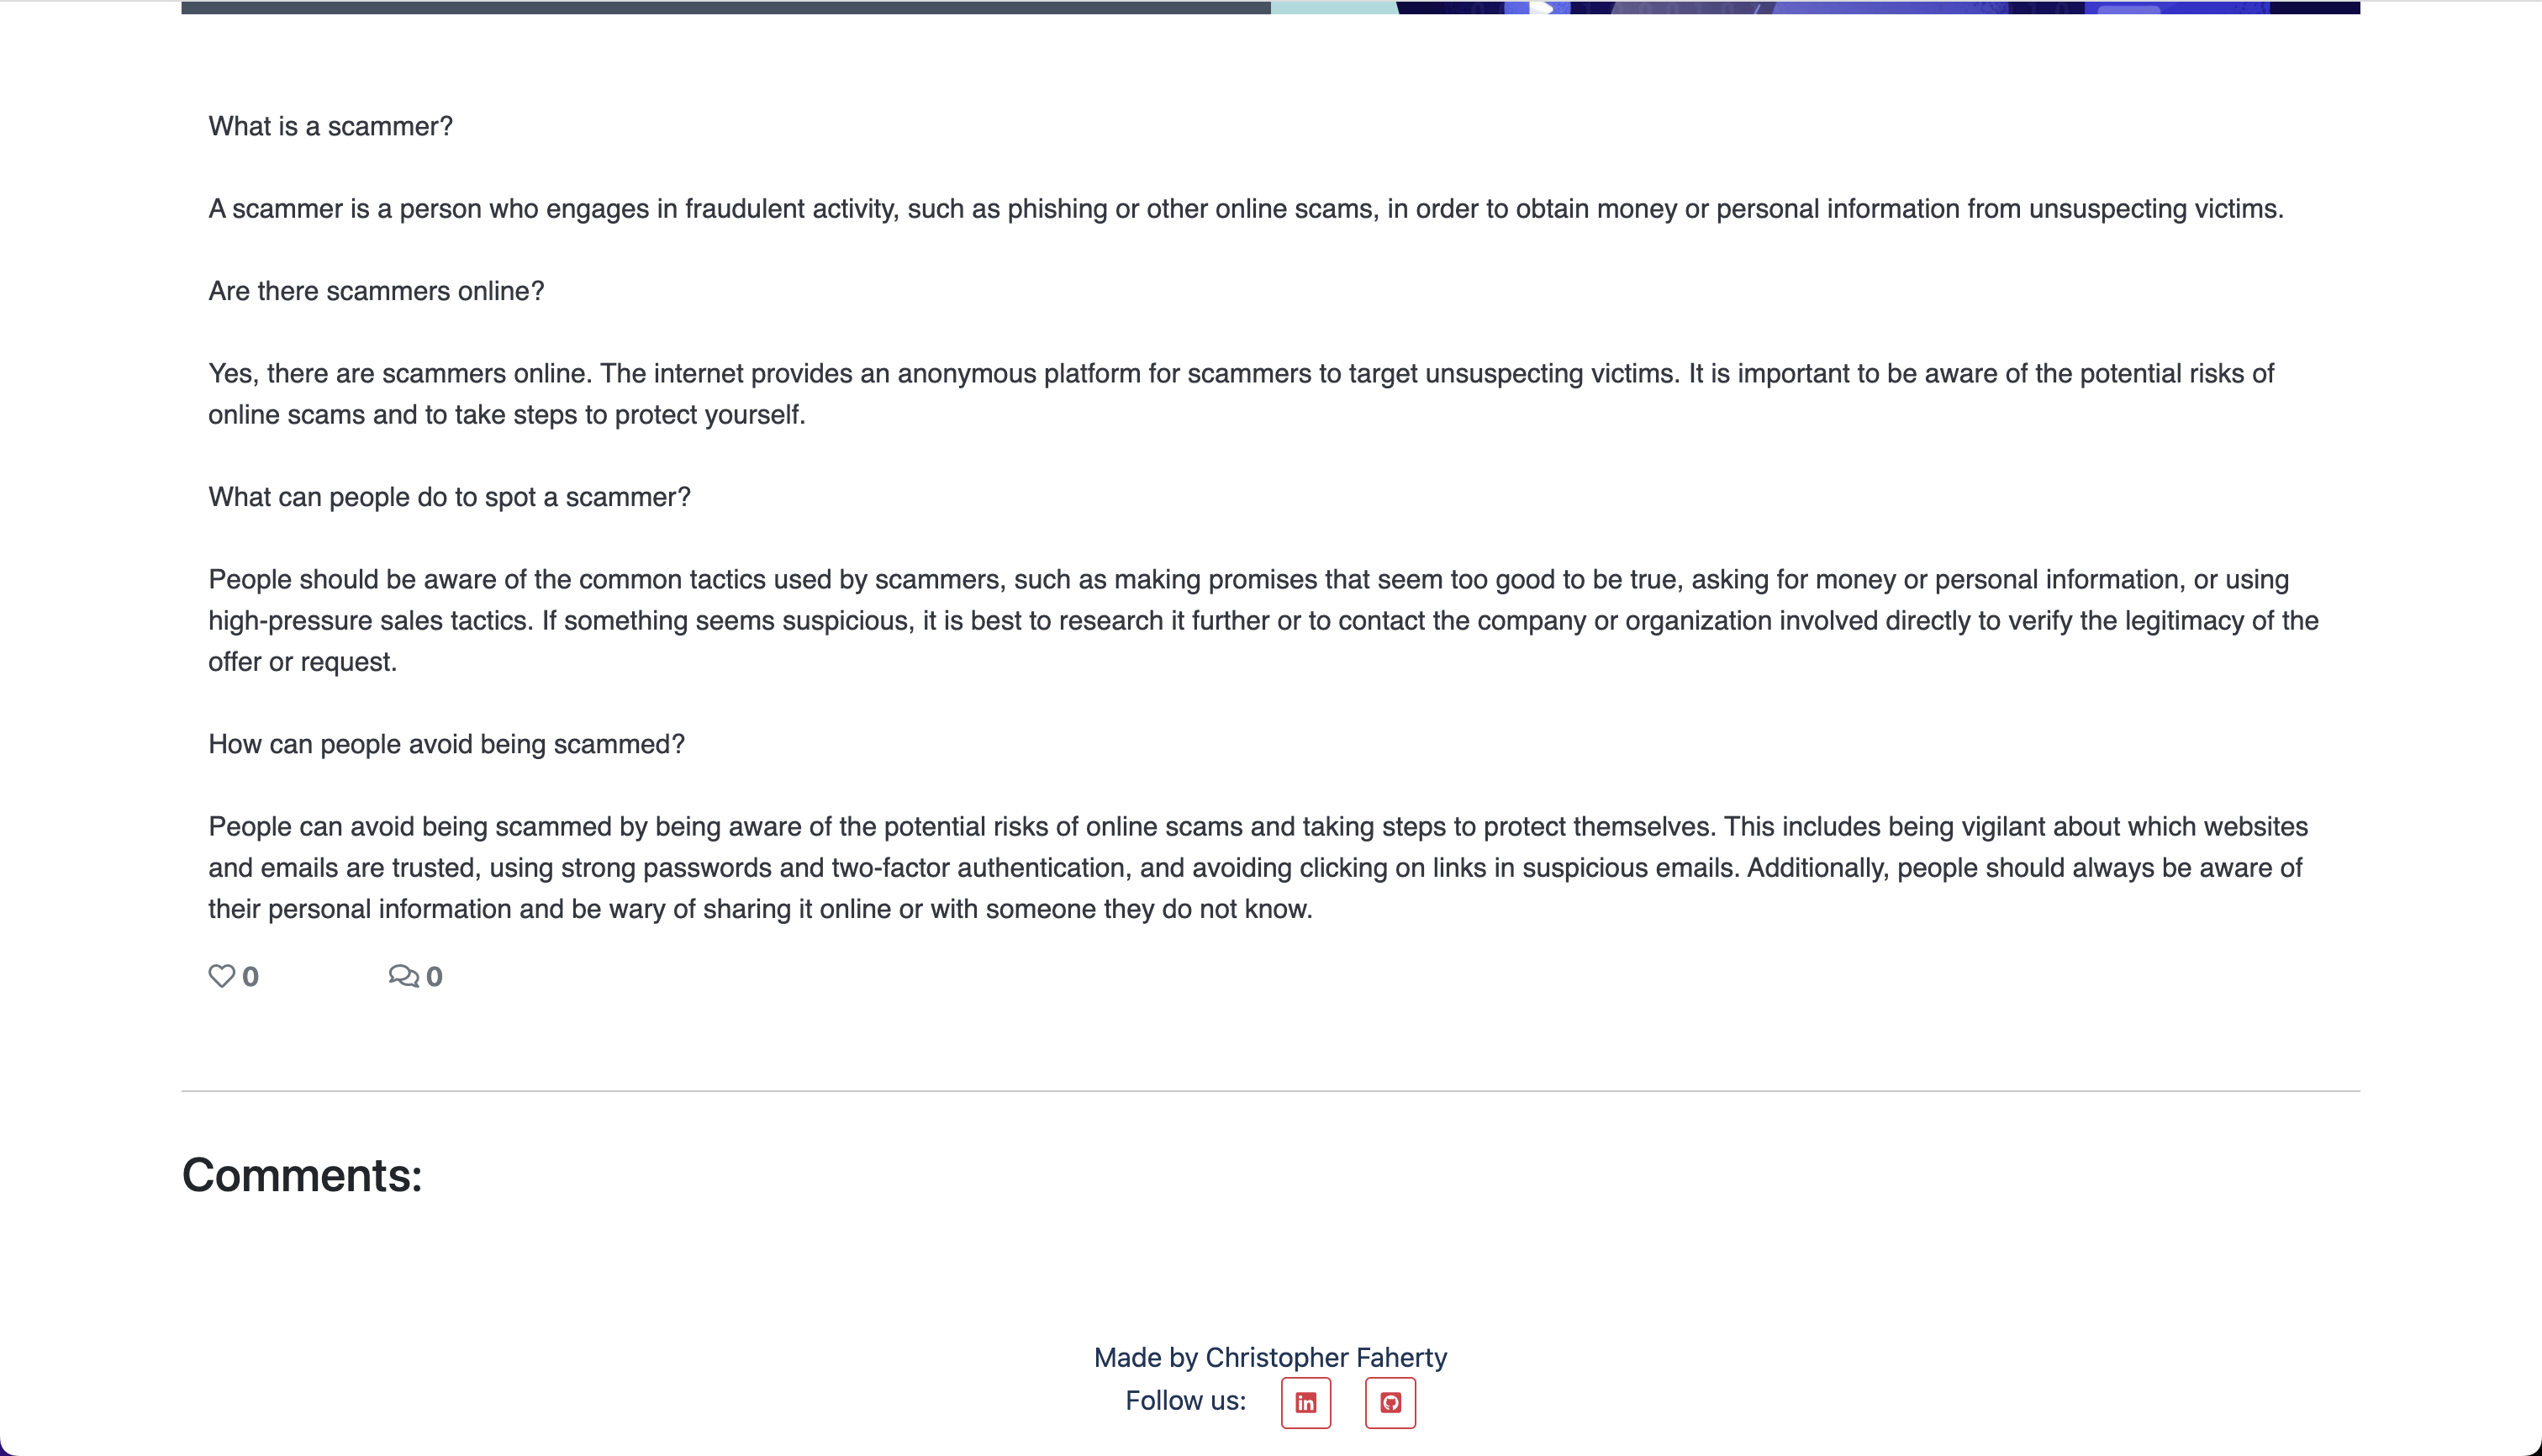 What is a scammer?
A scammer is a person who engages in fraudulent activity, such as phishing or other online scams, in order to obtain money or personal information from unsuspecting victims.
Are there scammers online?
Yes, there are scammers online. The internet provides an anonymous platform for scammers to target unsuspecting victims. It is important to be aware of the potential risks of
online scams and to take steps to protect yourself.
What can people do to spot a scammer?
People should be aware of the common tactics used by scammers, such as making promises that seem too good to be true, asking for money or personal information, or using
high-pressure sales tactics. If something seems suspicious, it is best to research it further or to contact the company or organization involved directly to verify the legitimacy of the
offer or request.
How can people avoid being scammed?
People can avoid being scammed by being aware of the potential risks of online scams and taking steps to protect themselves. This includes being vigilant about which websites
and emails are trusted, using strong passwords and two-factor authentication, and avoiding clicking on links in suspicious emails. Additionally, people should always be aware of
their personal information and be wary of sharing it online or with someone they do not know.
0 0
Comments:
Made by Christopher Faherty
Follow us: in